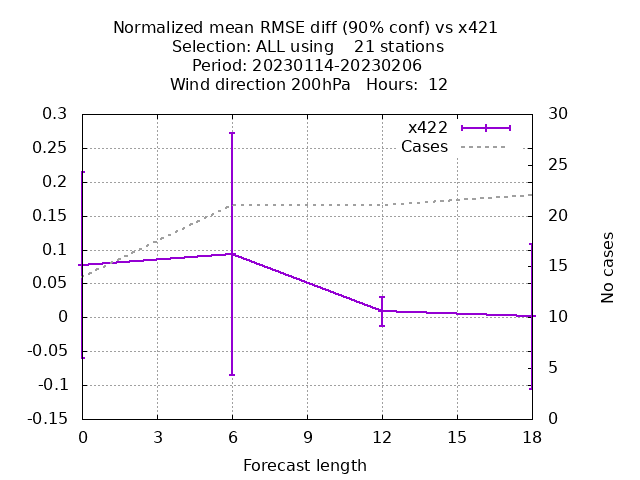 Normalized mean RMSE diff (90% conf) vs x421
Selection: ALL using    21 stations
Period: 20230114-20230206
Wind direction 200hPa   Hours:  12
0.3
0.25
0.2
0.15
0.1
0.05
0
-0.05
-0.1
-0.15
x422
Cases
30
25
20
15
10
5
0
No cases
0 3 6 9 12 15 18
Forecast length